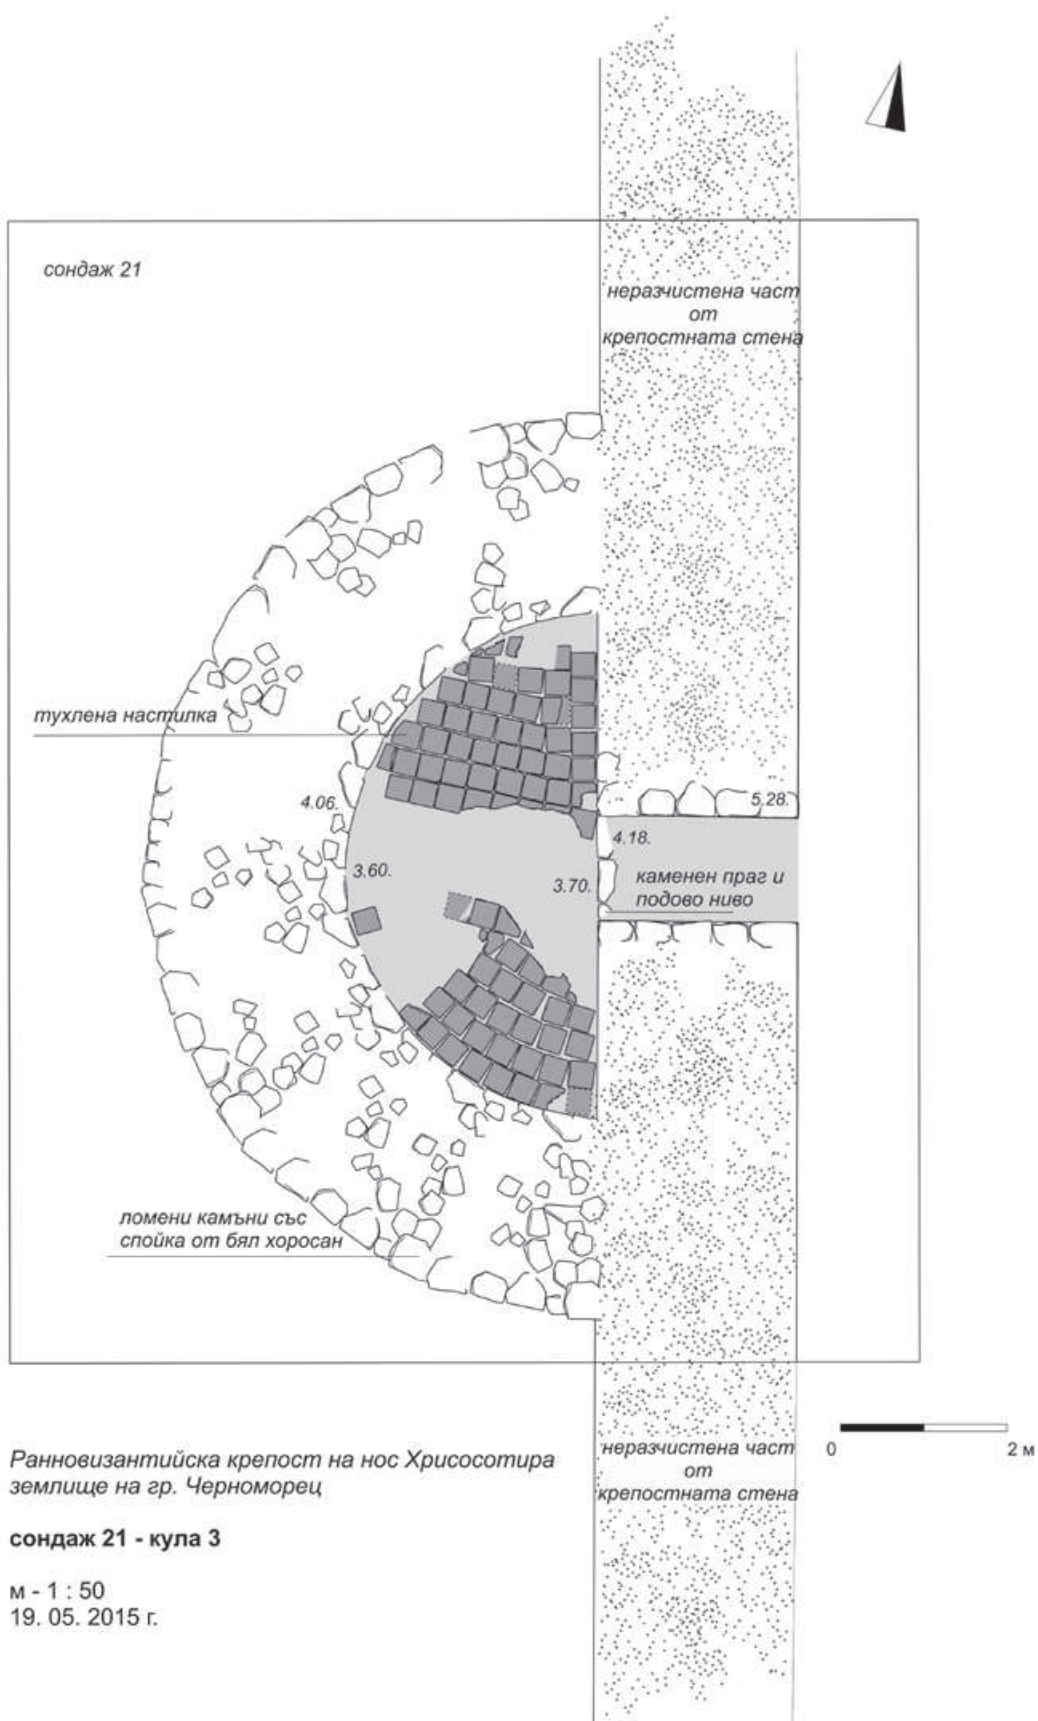 сондаж 21
неразчистена част
от
крепостната стена
тухлена настилка
4.06.
5.28.
4.18.
3.60.
3.70.
каменен праг и
подово ниво
ломени камъни със
спойка от бял хоросан
неразчистена част
от
крепостната стена
0
2 м
Ранновизантийска крепост на нос Хрисосотира
землище на гр. Черноморец
сондаж 21 - кула 3
м - 1 : 50
19. 05. 2015 г.